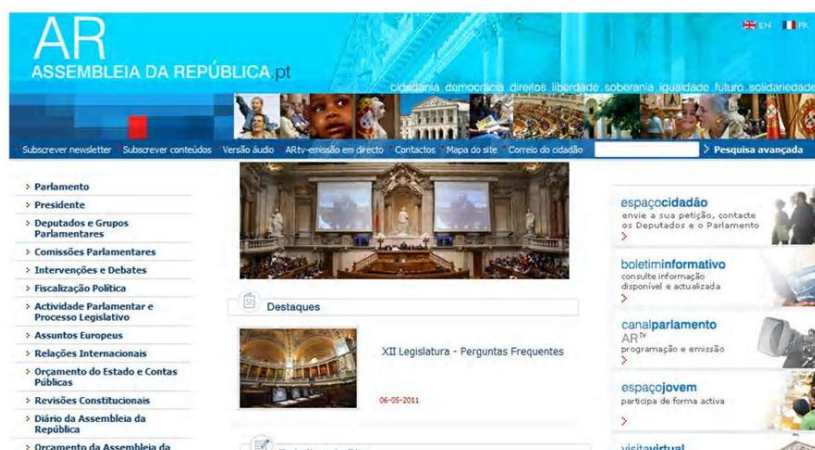 EN FR
AR
ASSEMBLEIA DA REPÚBLICA.pt
cidadania democracia direitos liberdade soberania igualdade futuro solidariedade
Subscrever newsletter Subscrever conteúdos Versão áudio ARtv-emissão em directo Contactos Mapa do site Correio do cidadão > Pesquisa avançada
> Parlamento
> Presidente
> Deputados e Grupos
Parlamentares
> Comissões Parlamentares
> Intervenções e Debates
> Fiscalização Política
> Actividade Parlamentar e
Processo Legislativo
> Assuntos Europeus
> Relações Internacionais
> Orçamento do Estado e Contas
Públicas
> Revisões Constitucionais
> Diário da Assembleia da
República
> Orçamento da Assembleia da
Destaques
XII Legislatura - Perguntas Frequentes
06-05-2011
espaçocidadão
envie a sua petição, contacte
os Deputados e o Parlamento
>
boletiminformativo
consulte informação
disponível e actualizada
>
canalparlamento
ARtv
programação e emissão
>
espaçojovem
participa de forma activa
>
visitavirtual